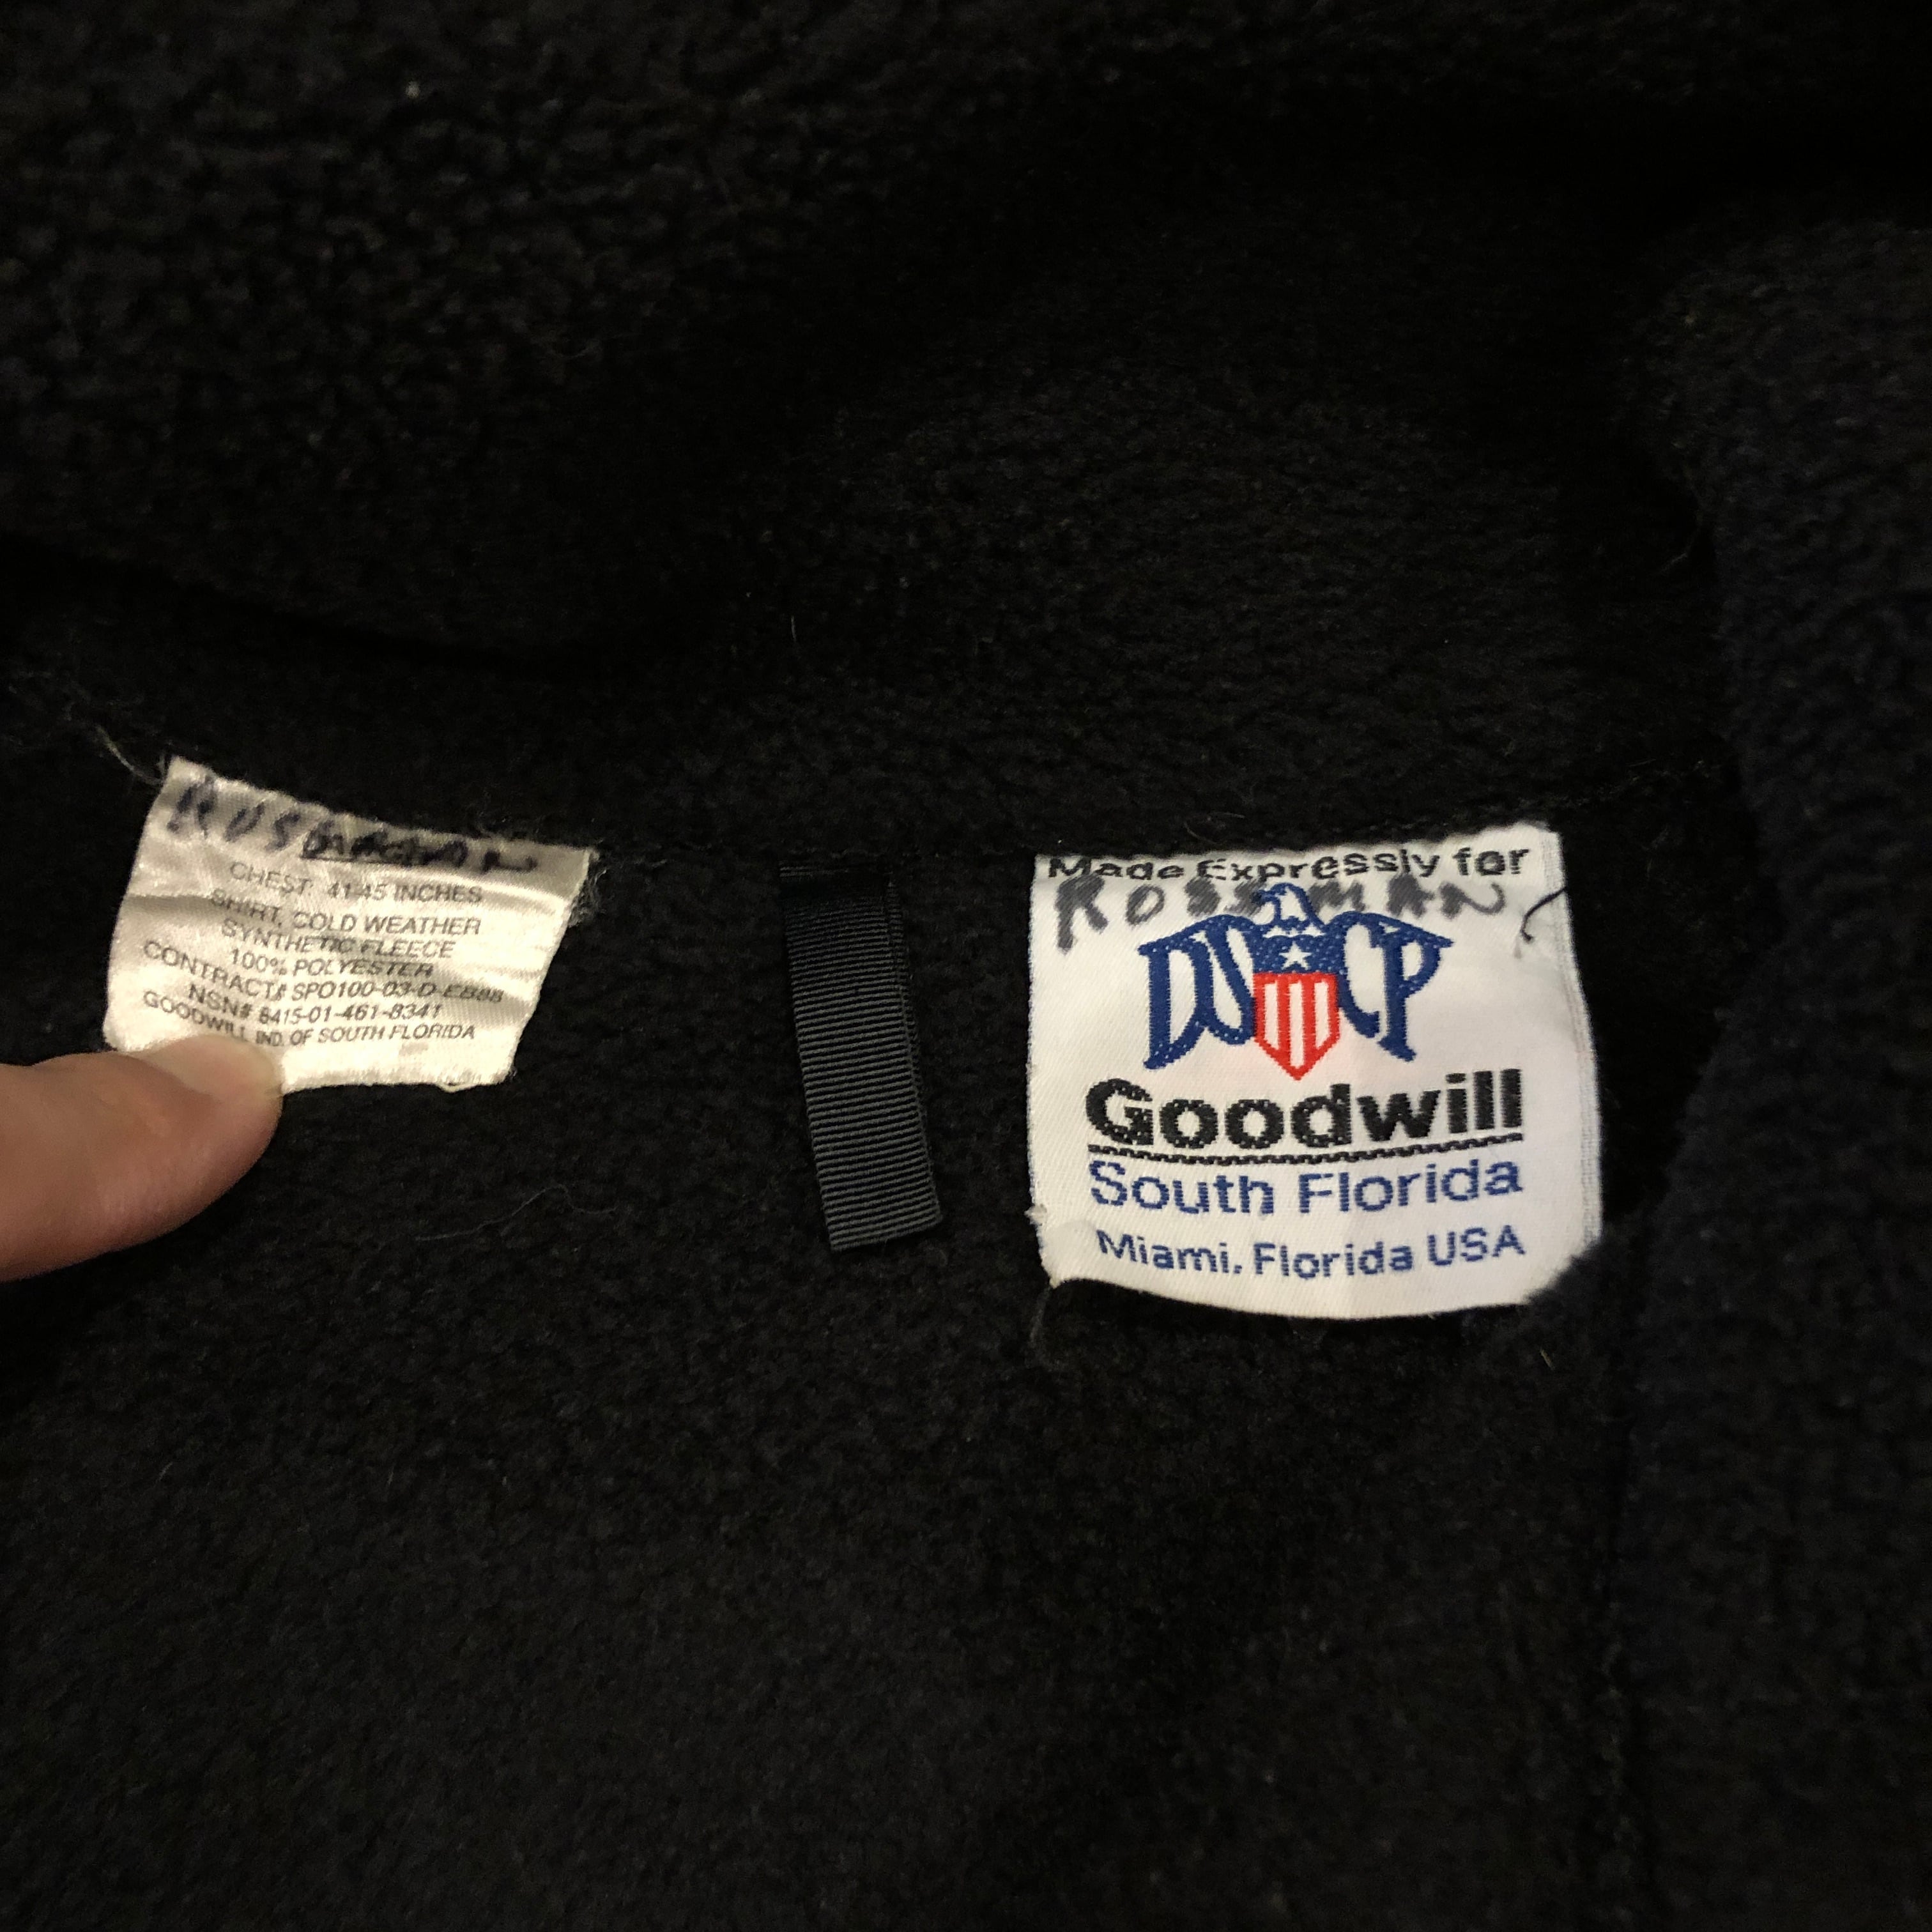 ROSSMAN
CHEST: 41-45 INCHES
SHIRT, COLD WEATHER
SYNTHETIC FLEECE
100% POLYESTER
CONTRACT# SPO100-03-D-EB88
NSN# 8415-01-461-8341
GOODWILL IND. OF SOUTH FLORIDA
Made Expressly for
ROSSMAN
DSCP
Goodwill
South Florida
Miami, Florida USA